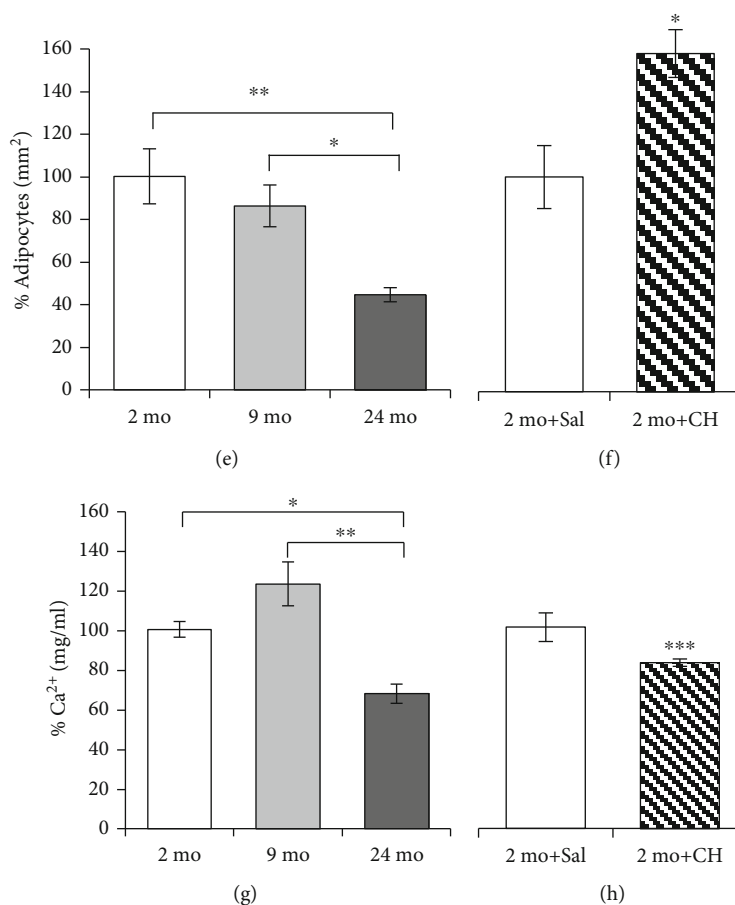 % Adipocytes (mm²)
160
140
120
100
80
60
40
20
0
**
*
2 mo 9 mo 24 mo
(e)
*
2 mo+Sal 2 mo+CH
(f)
% Ca²⁺ (mg/ml)
160
140
120
100
80
60
40
20
0
*
**
2 mo 9 mo 24 mo
(g)
***
2 mo+Sal 2 mo+CH
(h)